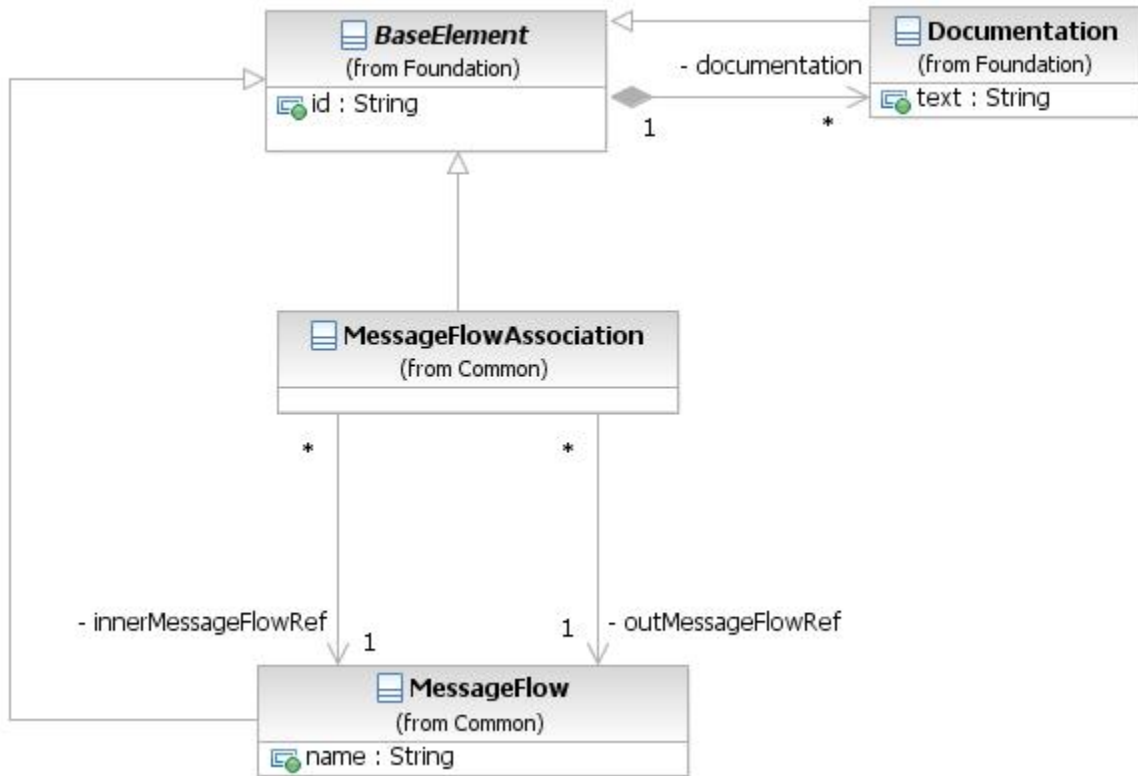 BaseElement
(from Foundation)
id : String
Documentation
(from Foundation)
text : String
- documentation
1
*
MessageFlowAssociation
(from Common)
*
*
- innerMessageFlowRef
1
1
- outMessageFlowRef
MessageFlow
(from Common)
name : String